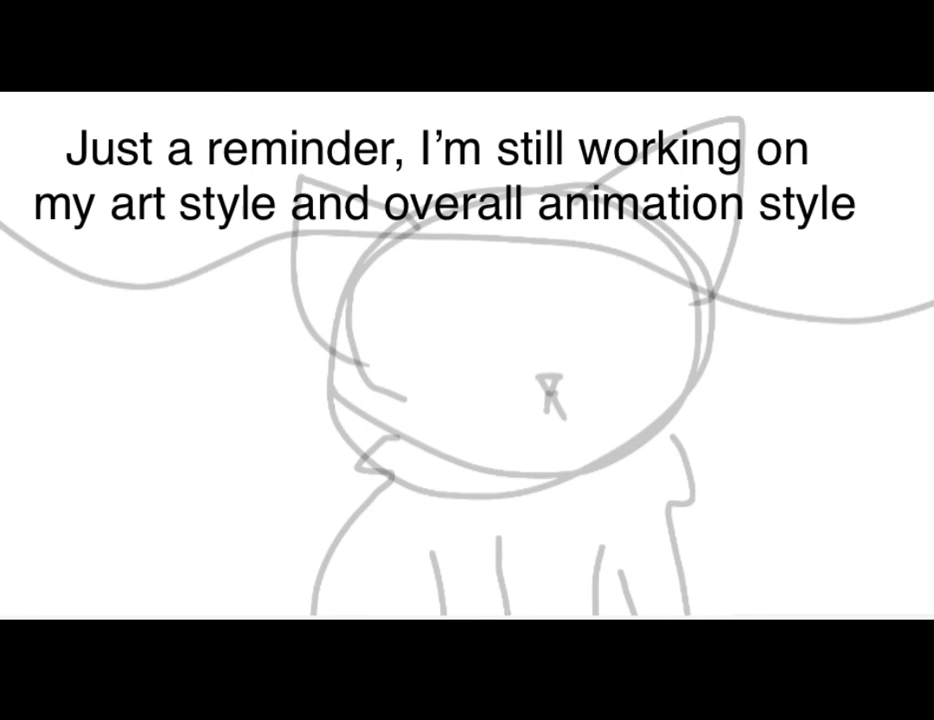 Just a reminder, I’m still working on
my art style and overall animation style